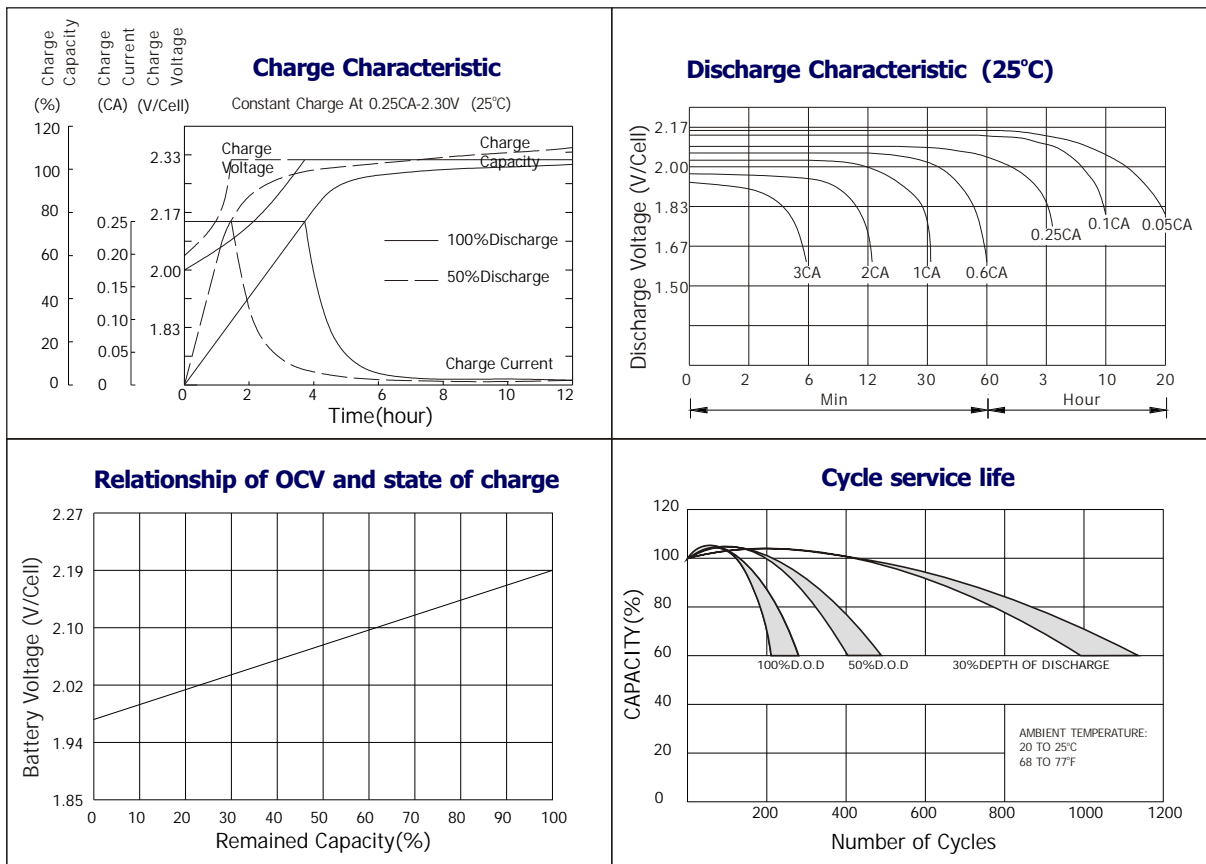 Charge Capacity
Charge Current
Charge Voltage
(%)
(CA)
(V/Cell)
Charge Characteristic
Constant Charge At 0.25CA-2.30V (25°C)
120
100
80
60
40
20
0
0.25
0.20
0.15
0.10
0.05
0
2.33
2.17
2.00
1.83
Charge Voltage
Charge Capacity
100%Discharge
50%Discharge
Charge Current
0 2 4 6 8 10 12
Time(hour)
Discharge Characteristic (25°C)
Discharge Voltage (V/Cell)
2.17
2.00
1.83
1.67
1.50
3CA
2CA
1CA
0.6CA
0.25CA
0.1CA
0.05CA
0 2 6 12 30 60 3 10 20
Min
Hour
Relationship of OCV and state of charge
Battery Voltage (V/Cell)
2.27
2.19
2.10
2.02
1.94
1.85
0 10 20 30 40 50 60 70 80 90 100
Remained Capacity(%)
Cycle service life
CAPACITY(%)
120
100
80
60
40
20
0
100%D.O.D
50%D.O.D
30%DEPTH OF DISCHARGE
AMBIENT TEMPERATURE:
20 TO 25°C
68 TO 77°F
200 400 600 800 1000 1200
Number of Cycles